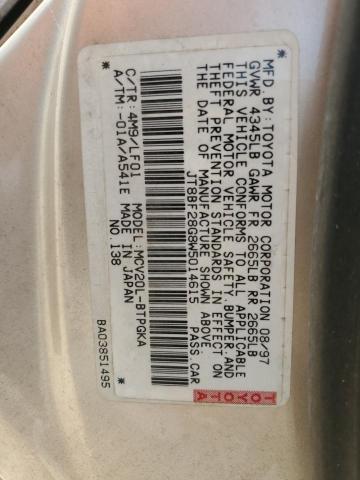 MFD BY: TOYOTA MOTOR CORPORATION 08/97
GVWR 4345LB GAWR FR 2665LB RR 2665LB
THIS VEHICLE CONFORMS TO ALL APPLICABLE
FEDERAL MOTOR VEHICLE SAFETY,BUMPER,AND
THEFT PREVENTION STANDARDS IN EFFECT ON
THE DATE OF MANUFACTURE SHOWN ABOVE.
JT8BF28G8W5014615 PASS.CAR
* *
C/TR: 4M9/LF01 MODEL: MCV20L-BTPGKA
A/TM: -01A/A541E MADE IN JAPAN
NO.138
BA03851495
TOYOTA
TOYOTA